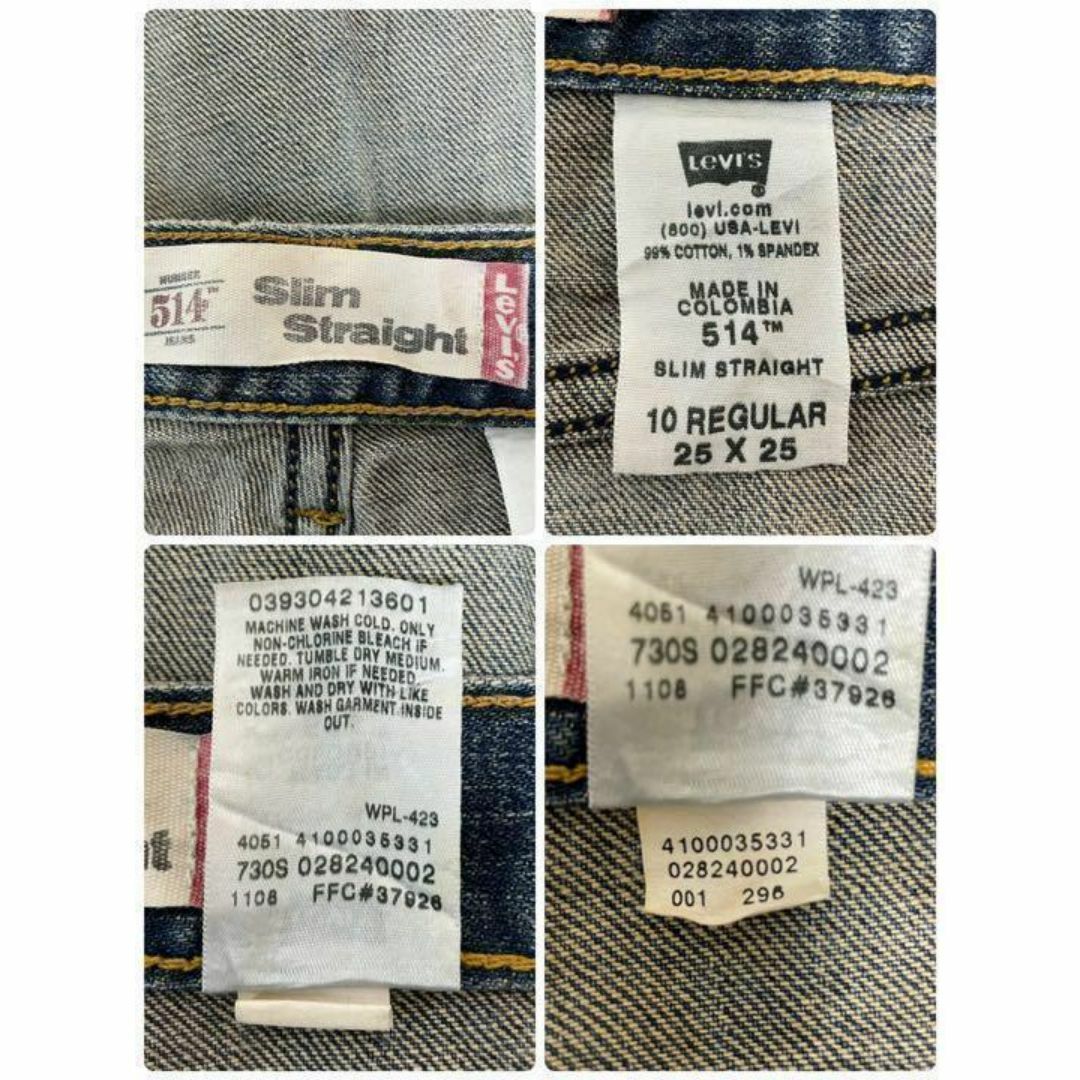 NUMBER
514™
JEANS
Slim
Straight
Levi's
Levi's
levi.com
(800) USA-LEVI
99% COTTON, 1% SPANDEX
MADE IN
COLOMBIA
514™
SLIM STRAIGHT
10 REGULAR
25 X 25
039304213601
MACHINE WASH COLD. ONLY
NON-CHLORINE BLEACH IF
NEEDED. TUMBLE DRY MEDIUM.
WARM IRON IF NEEDED.
WASH AND DRY WITH LIKE
COLORS. WASH GARMENT INSIDE
OUT.
WPL-423
4051 4100035331
730S 028240002
1108 FFC#37926
ht
WPL-423
4051 4100035331
730S 028240002
1108 FFC#37926
4100035331
028240002
001 296